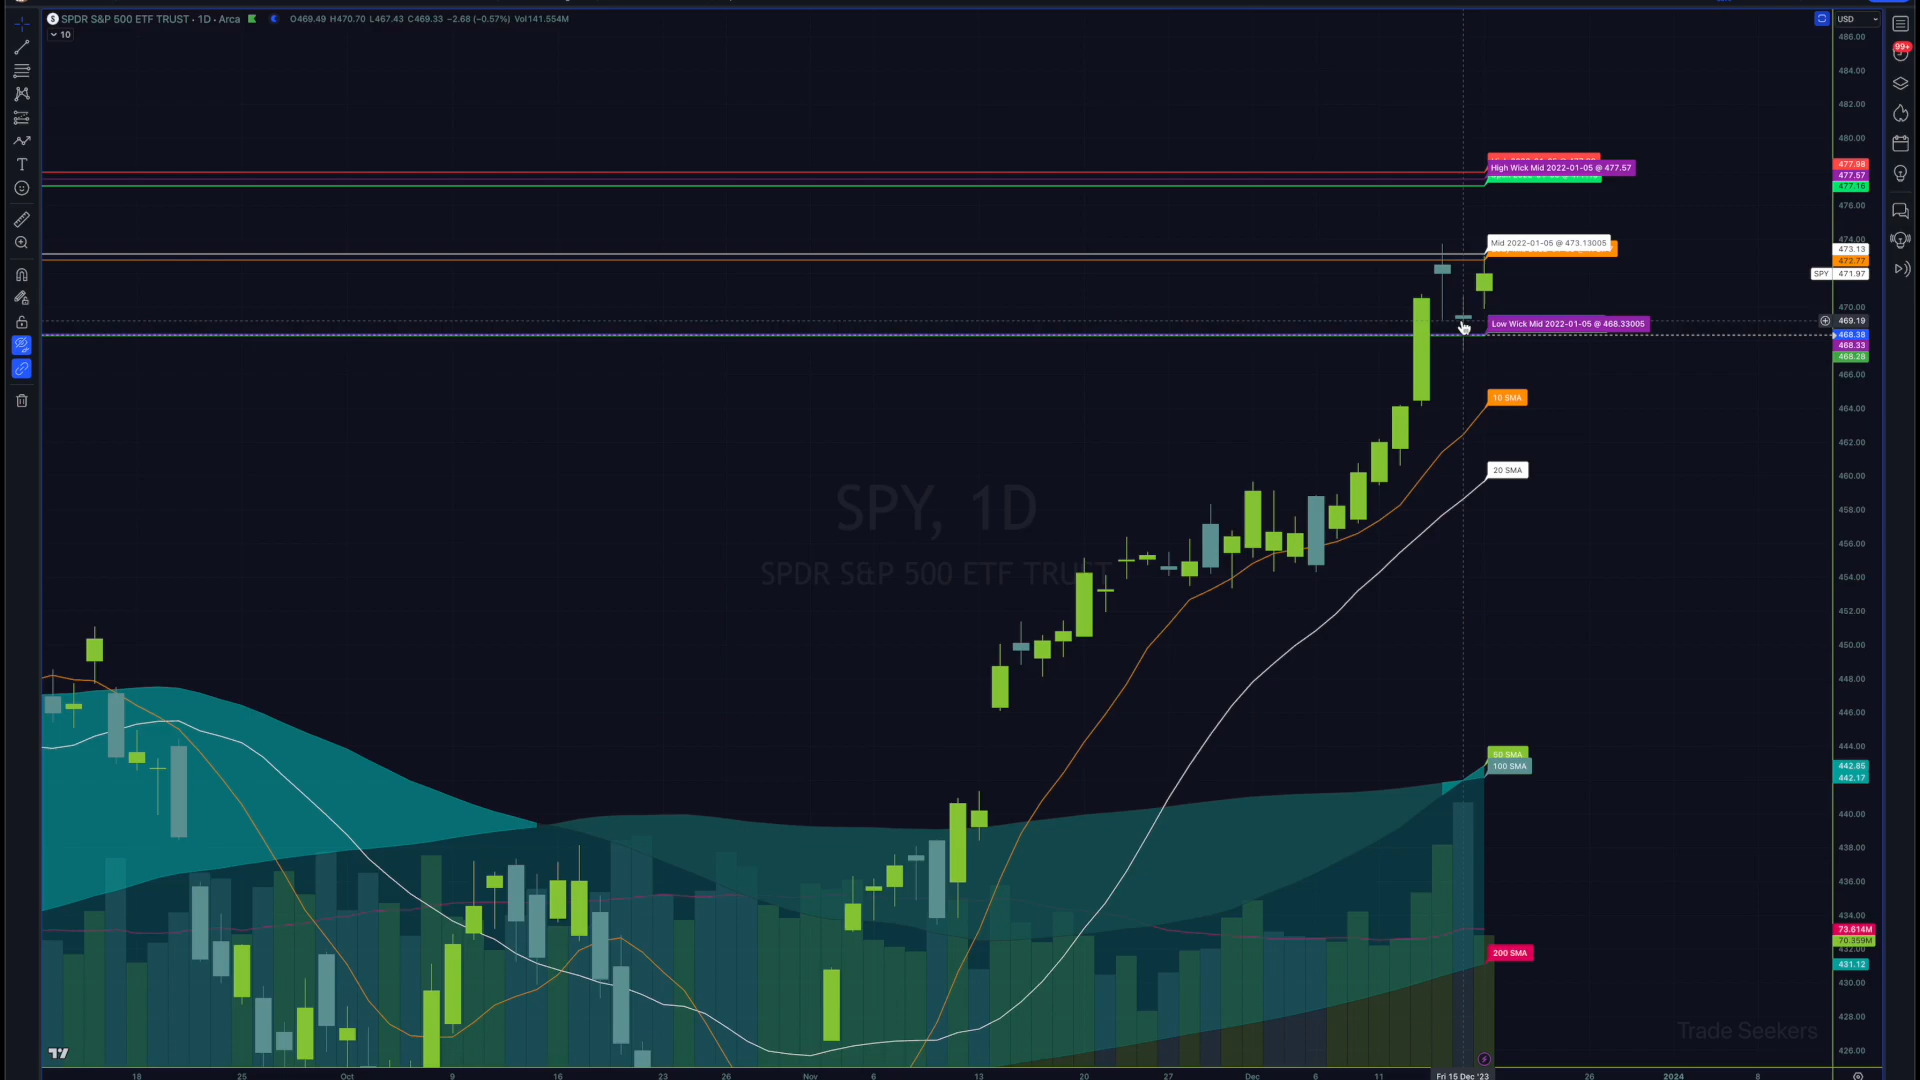 SPDR S&P 500 ETF TRUST · 1D · Arca
O469.49 H470.70 L467.43 C469.33 −2.68 (−0.57%) Vol141.554M
10
USD
486.00
484.00
482.00
480.00
476.00
474.00
470.00
466.00
464.00
462.00
460.00
458.00
456.00
454.00
452.00
450.00
448.00
446.00
444.00
440.00
438.00
436.00
434.00
432.00
430.00
428.00
426.00
99+
High Wick Mid 2022-01-05 @ 477.57
477.98
477.57
477.16
Mid 2022-01-05 @ 473.13005
473.13
472.77
SPY 471.97
469.19
Low Wick Mid 2022-01-05 @ 468.33005
468.38
468.33
468.28
10 SMA
20 SMA
SPY, 1D
SPDR S&P 500 ETF TRUST
50 SMA
100 SMA
442.85
442.17
73.614M
70.359M
200 SMA
431.12
Trade Seekers
18
25
Oct
9
16
23
26
Nov
6
13
20
27
Dec
6
11
Fri 15 Dec '23
26
2024
8